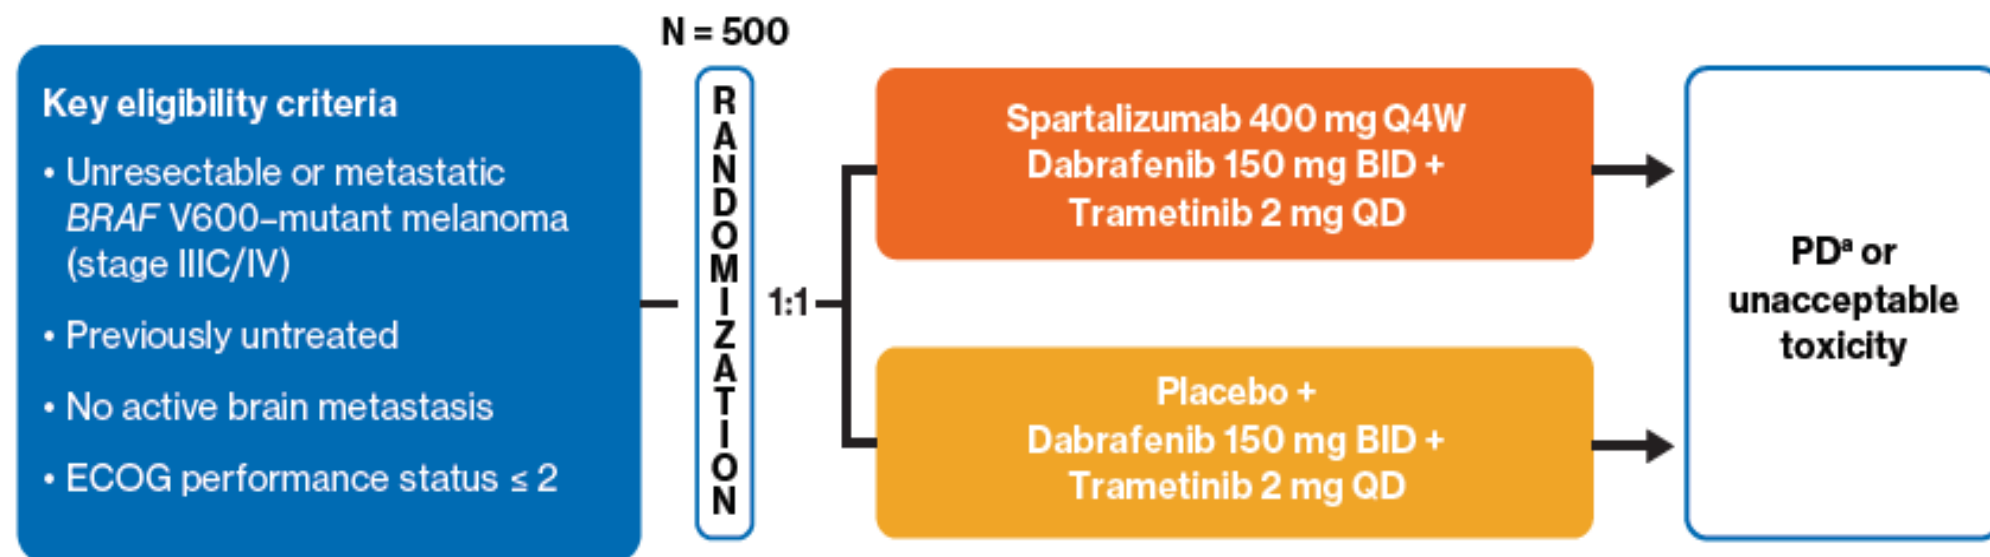 Key eligibility criteria
• Unresectable or metastatic
BRAF V600–mutant melanoma
(stage IIIC/IV)
• Previously untreated
• No active brain metastasis
• ECOG performance status ≤ 2
N = 500
RANDOMIZATION
1:1
Spartalizumab 400 mg Q4W
Dabrafenib 150 mg BID +
Trametinib 2 mg QD
Placebo +
Dabrafenib 150 mg BID +
Trametinib 2 mg QD
PDᵃ or
unacceptable
toxicity